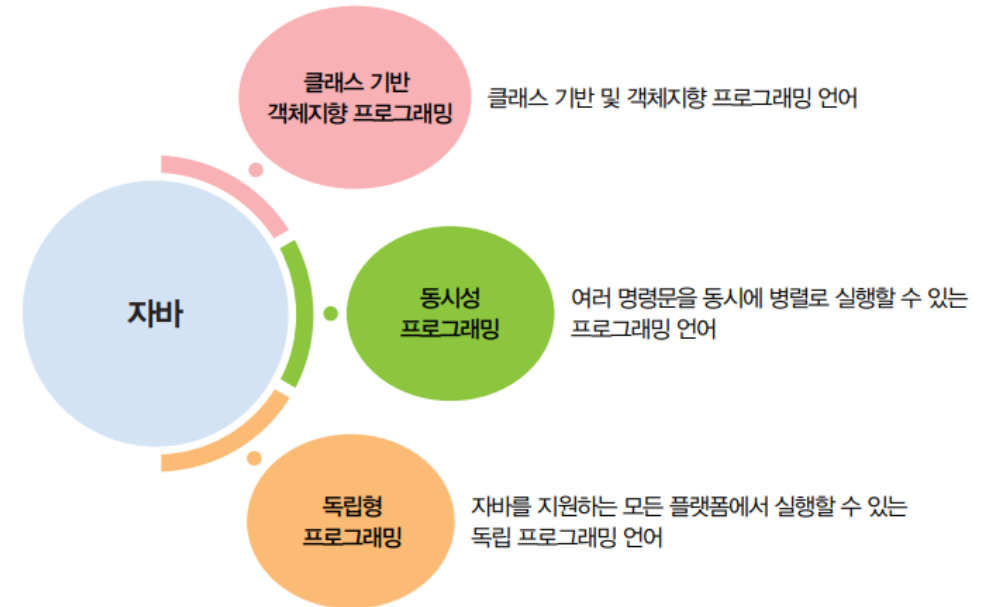 클래스 기반
객체지향 프로그래밍
클래스 기반 및 객체지향 프로그래밍 언어
자바
동시성
프로그래밍
여러 명령문을 동시에 병렬로 실행할 수 있는
프로그래밍 언어
독립형
프로그래밍
자바를 지원하는 모든 플랫폼에서 실행할 수 있는
독립 프로그래밍 언어